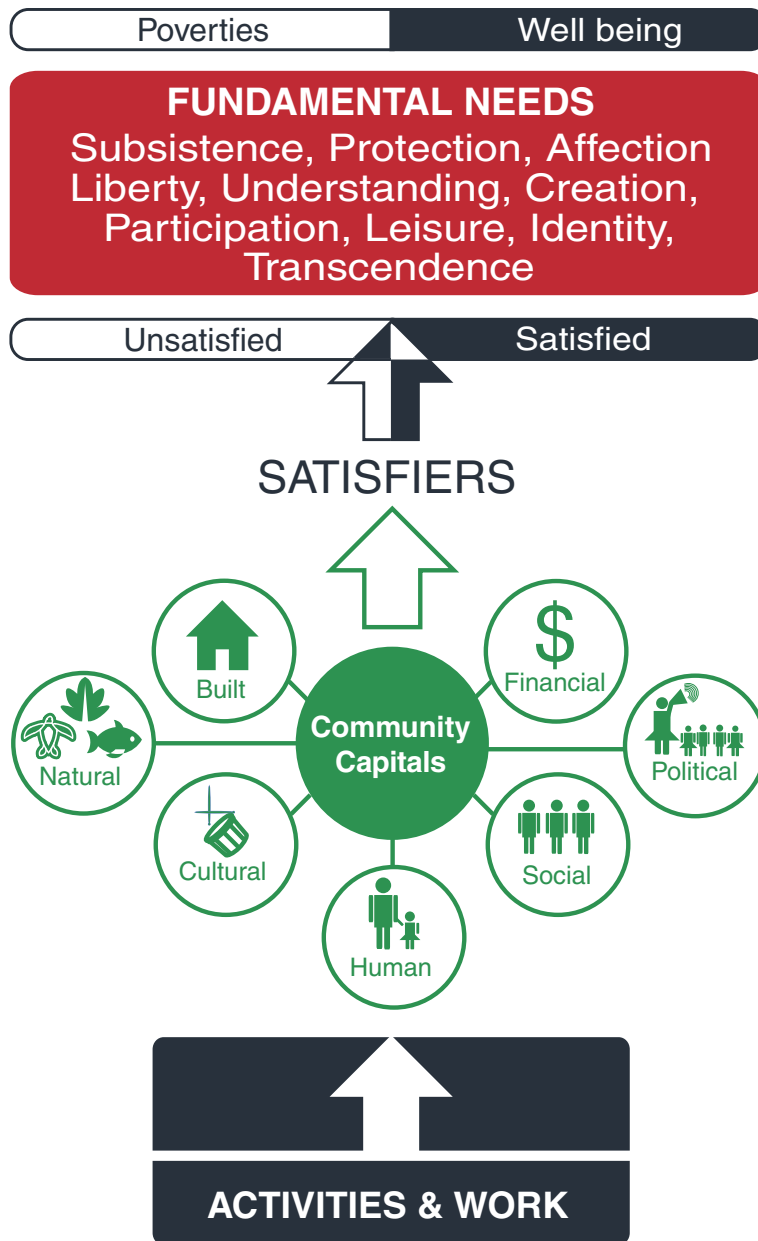 Poverties
Well being
FUNDAMENTAL NEEDS
Subsistence, Protection, Affection
Liberty, Understanding, Creation,
Participation, Leisure, Identity,
Transcendence
Unsatisfied
Satisfied
SATISFIERS
Built
$
Financial
Natural
Community
Capitals
Political
Cultural
Social
Human
ACTIVITIES & WORK